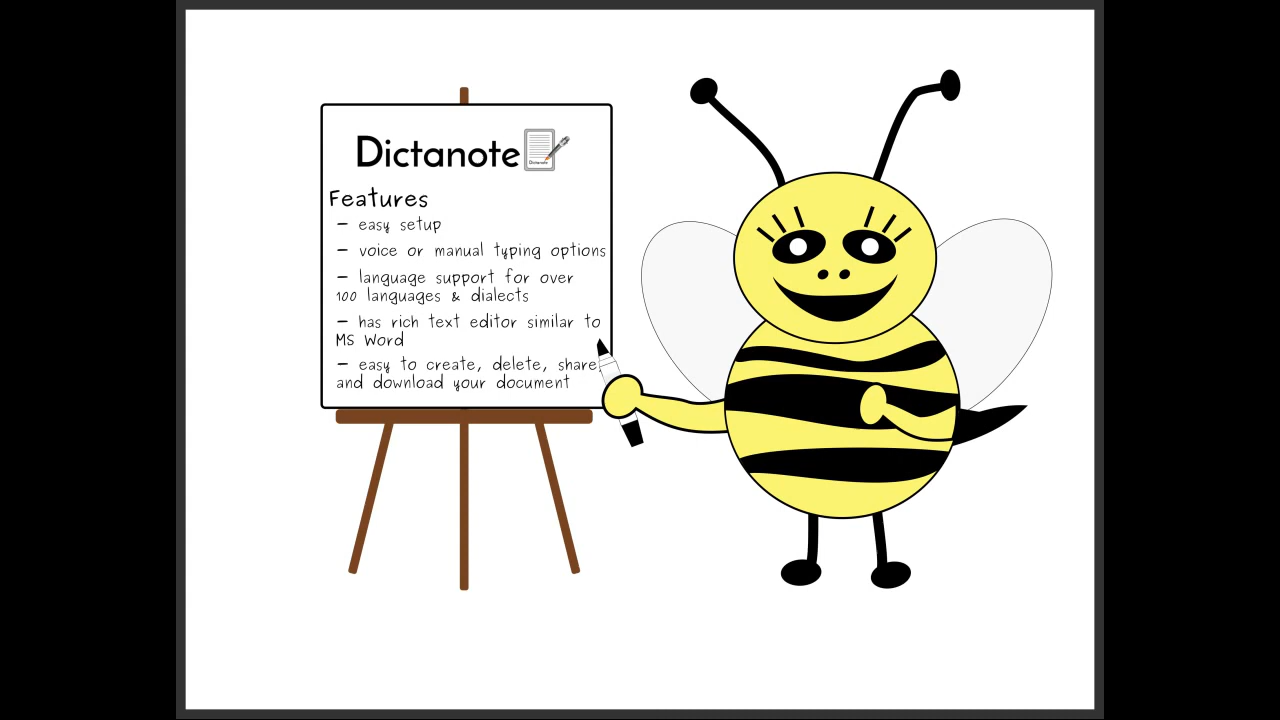 Dictanote
Dictanote
Features
– easy setup
– voice or manual typing options
– language support for over
100 languages & dialects
– has rich text editor similar to
MS Word
– easy to create, delete, share,
and download your document